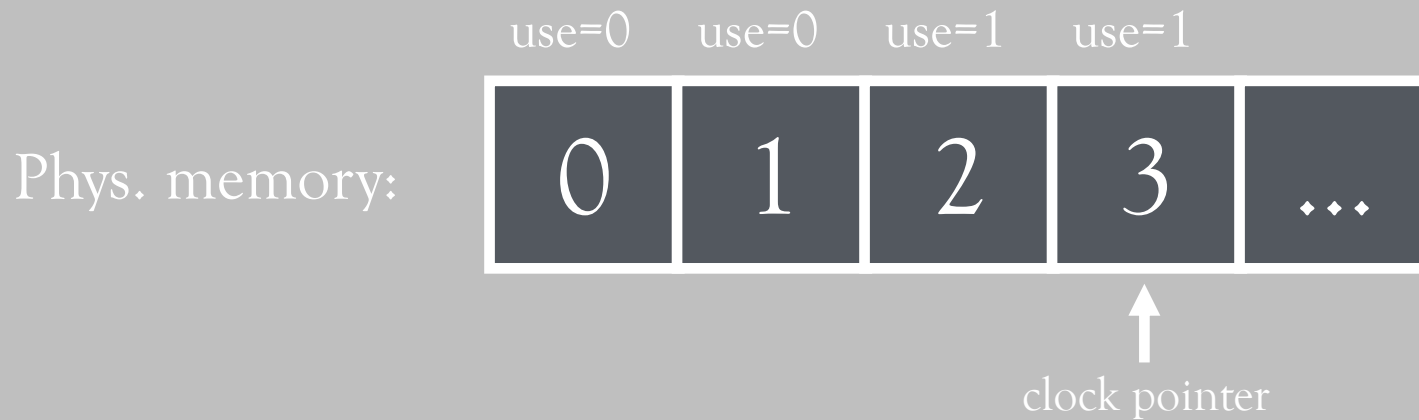 use=0 use=0 use=1 use=1
Phys. memory: 0 1 2 3 ...
clock pointer